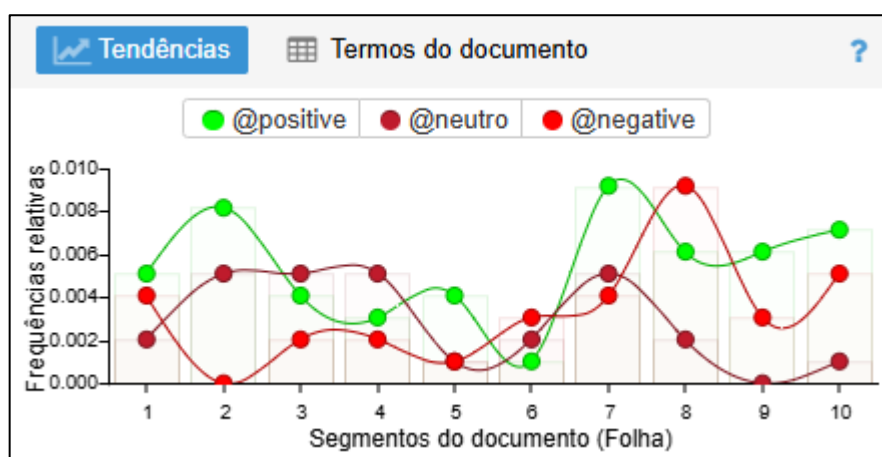 Tendências Termos do documento ?
@positive @neutro @negative
Frequências relativas
0.010
0.008
0.006
0.004
0.002
0.000
1 2 3 4 5 6 7 8 9 10
Segmentos do documento (Folha)